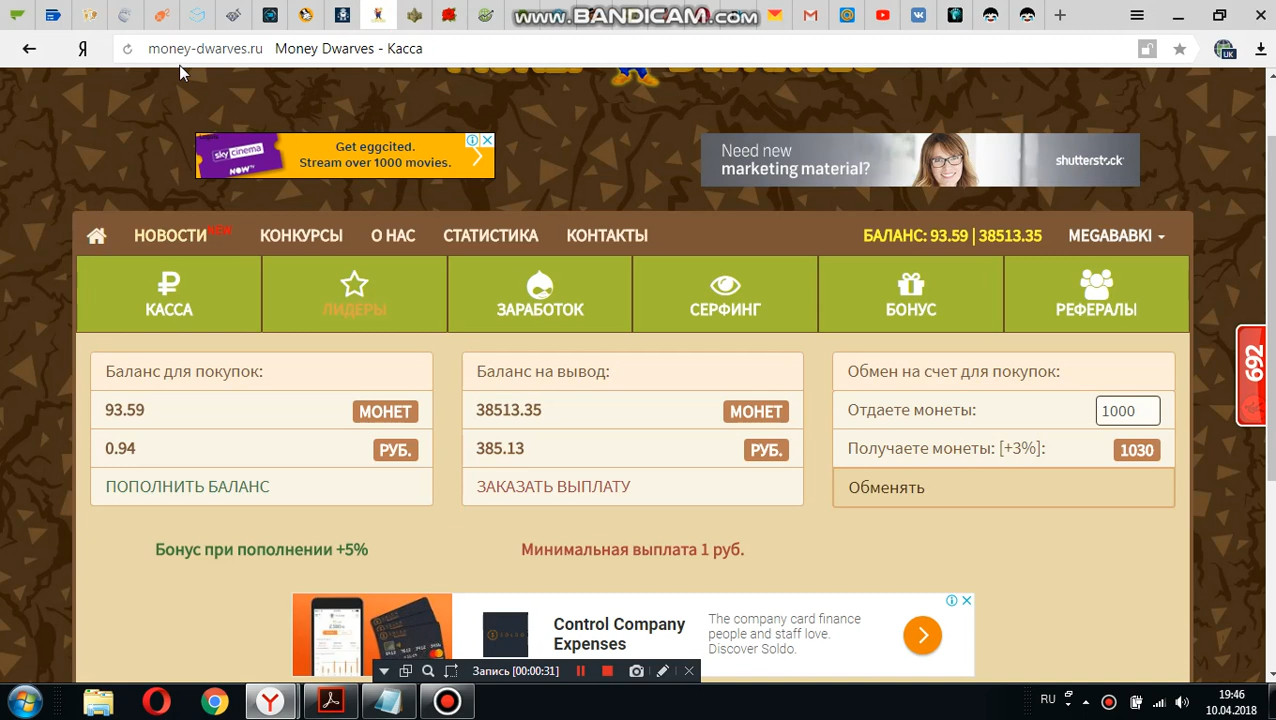 www.BANDICAM.com
Я money-dwarves.ru Money Dwarves - Касса
UK
sky cinema
NOW
Get eggcited.
Stream over 1000 movies.
Need new
marketing material?
shutterstock
НОВОСТИ NEW КОНКУРСЫ О НАС СТАТИСТИКА КОНТАКТЫ БАЛАНС: 93.59 | 38513.35 MEGABABKI
КАССА ЛИДЕРЫ ЗАРАБОТОК СЕРФИНГ БОНУС РЕФЕРАЛЫ
Баланс для покупок:
93.59 МОНЕТ
0.94 РУБ.
ПОПОЛНИТЬ БАЛАНС
Баланс на вывод:
38513.35 МОНЕТ
385.13 РУБ.
ЗАКАЗАТЬ ВЫПЛАТУ
Обмен на счет для покупок:
Отдаете монеты: 1000
Получаете монеты: [+3%]: 1030
Обменять
692
Бонус при пополнении +5%
Минимальная выплата 1 руб.
SOLDO
Control Company
Expenses
The company card finance
people and staff love.
Discover Soldo.
Запись [00:00:31]
RU
19:46
10.04.2018